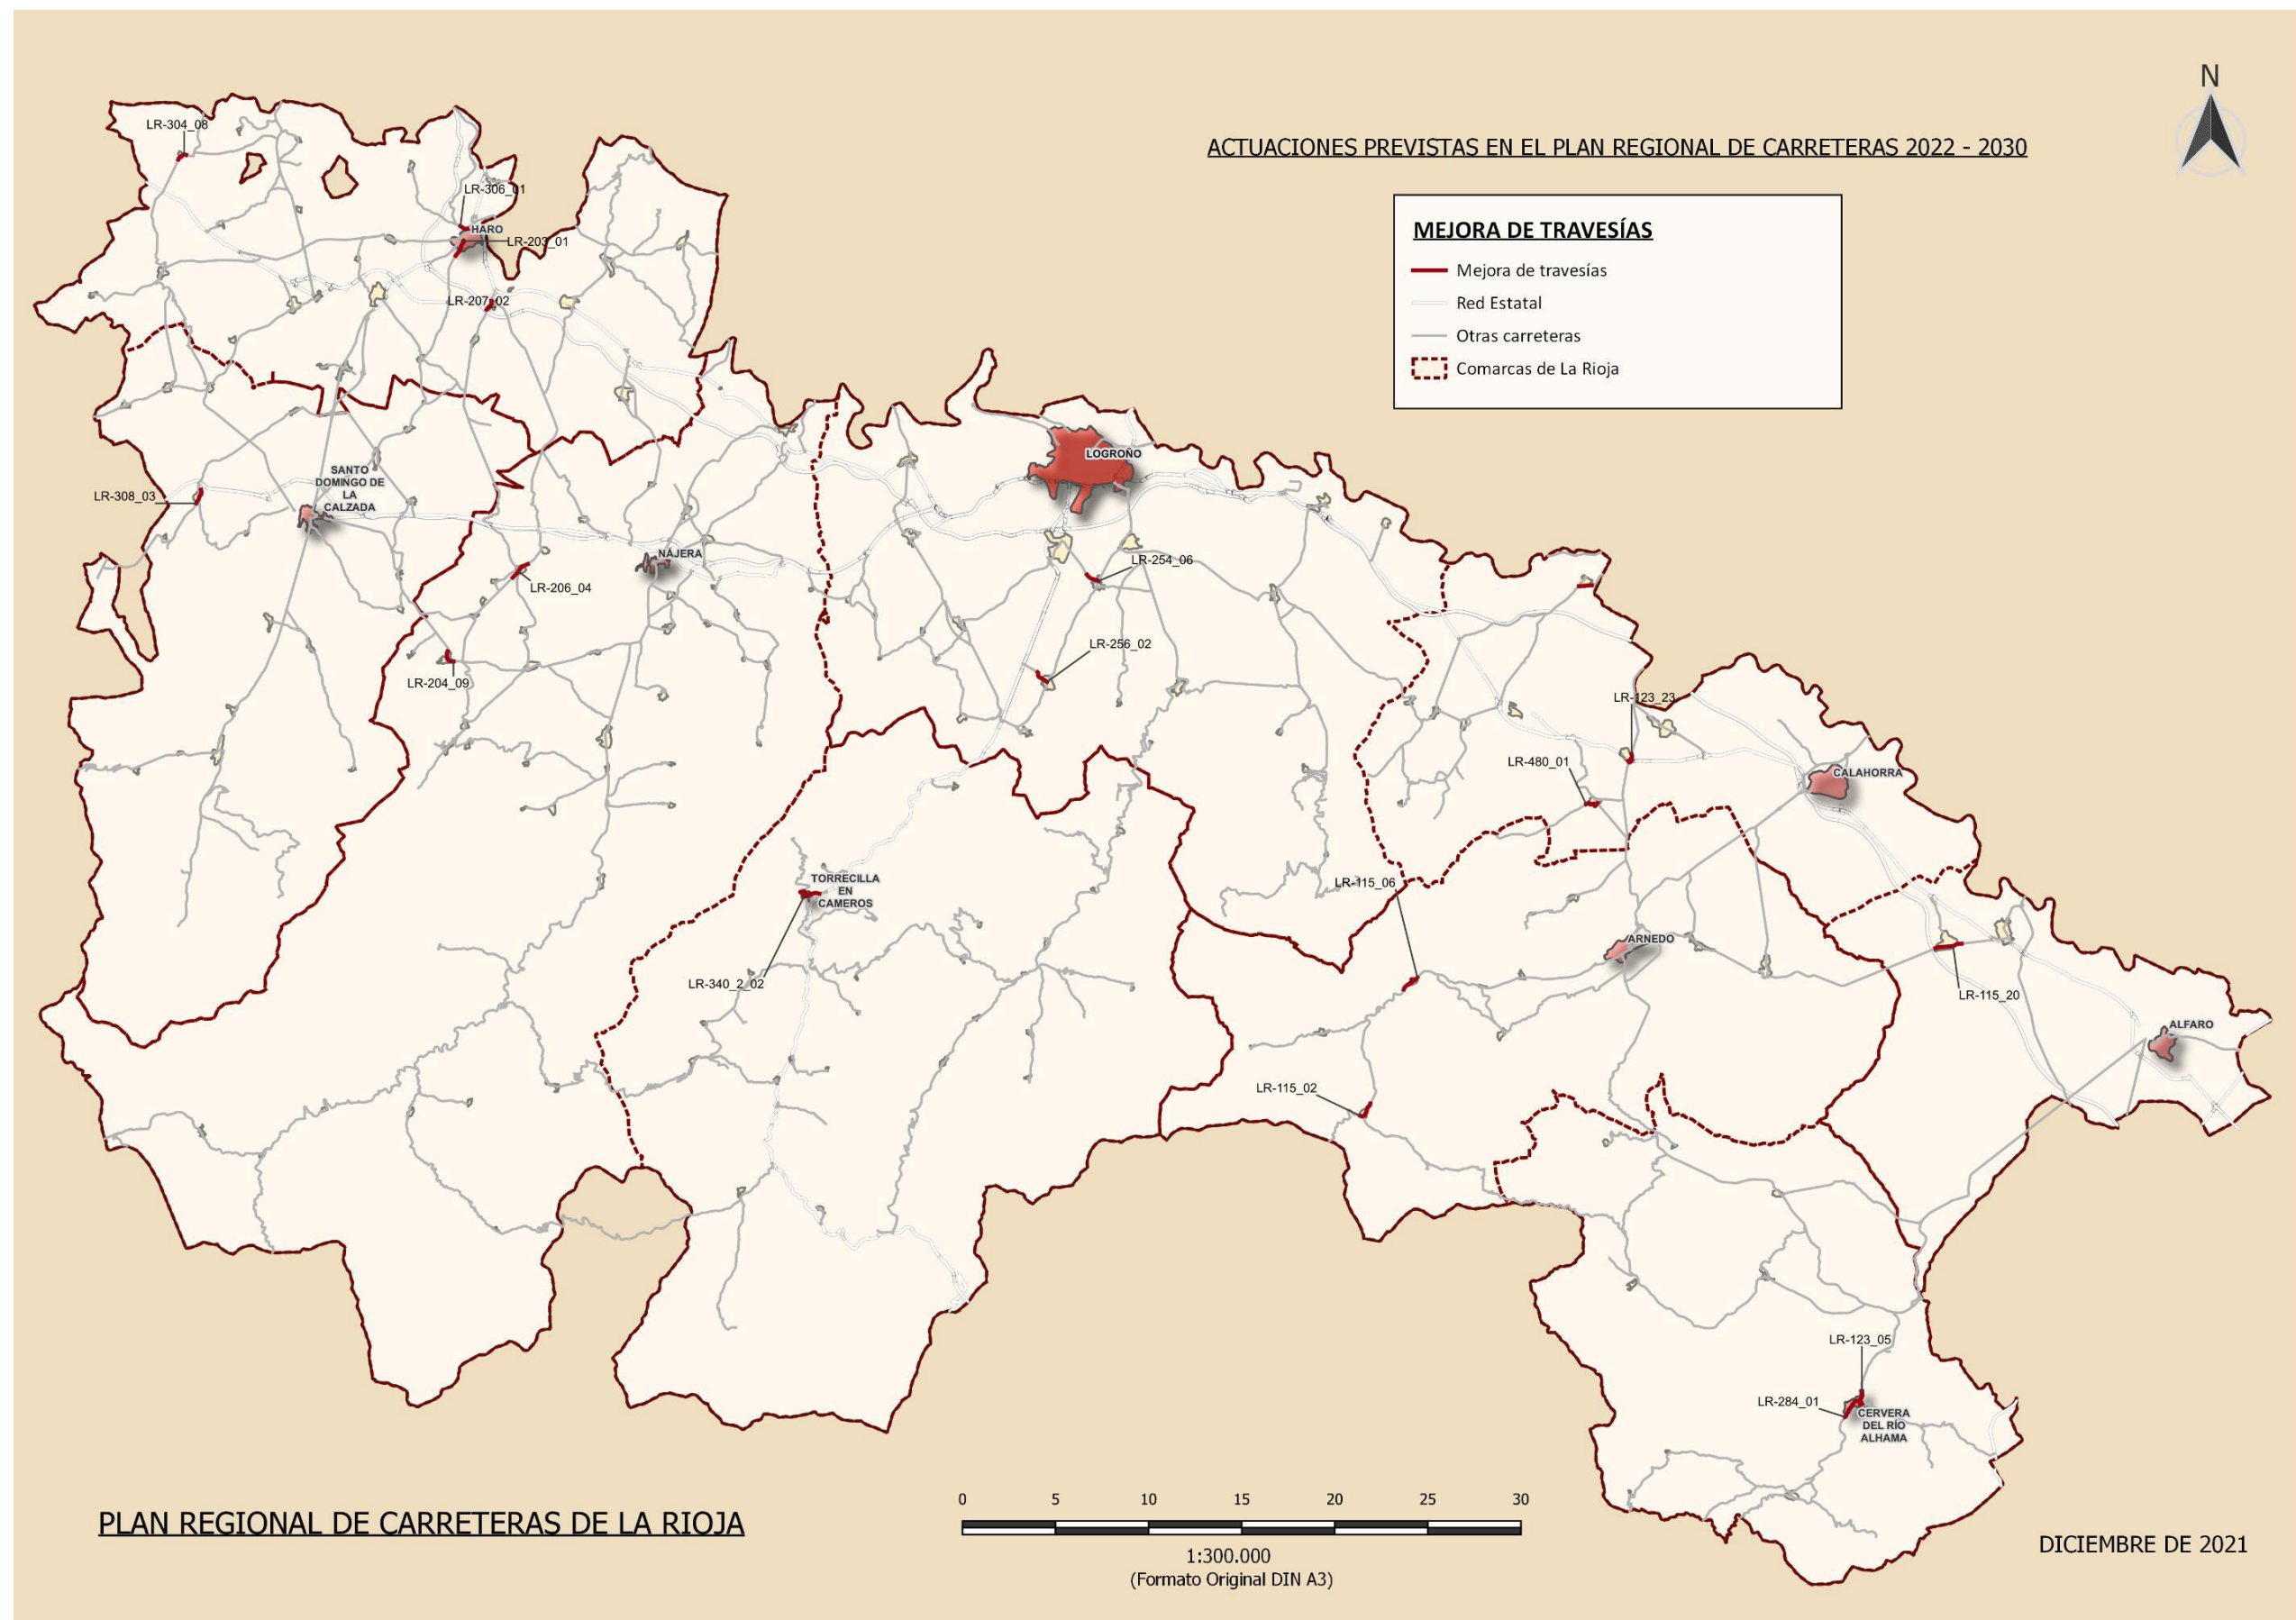 N
ACTUACIONES PREVISTAS EN EL PLAN REGIONAL DE CARRETERAS 2022 - 2030
MEJORA DE TRAVESÍAS
Mejora de travesías
Red Estatal
Otras carreteras
Comarcas de La Rioja
LR-304_08
LR-306_01
HARO
LR-203_01
LR-207_02
LOGROÑO
SANTO
DOMINGO DE
LA
CALZADA
LR-308_03
NÁJERA
LR-254_06
LR-206_04
LR-256_02
LR-204_09
LR-123_23
LR-480_01
CALAHORRA
TORRECILLA
EN
CAMEROS
LR-115_06
ARNEDO
LR-340_2_02
LR-115_20
ALFARO
LR-115_02
LR-123_05
LR-284_01
CERVERA
DEL RÍO
ALHAMA
PLAN REGIONAL DE CARRETERAS DE LA RIOJA
0 5 10 15 20 25 30
1:300.000
(Formato Original DIN A3)
DICIEMBRE DE 2021